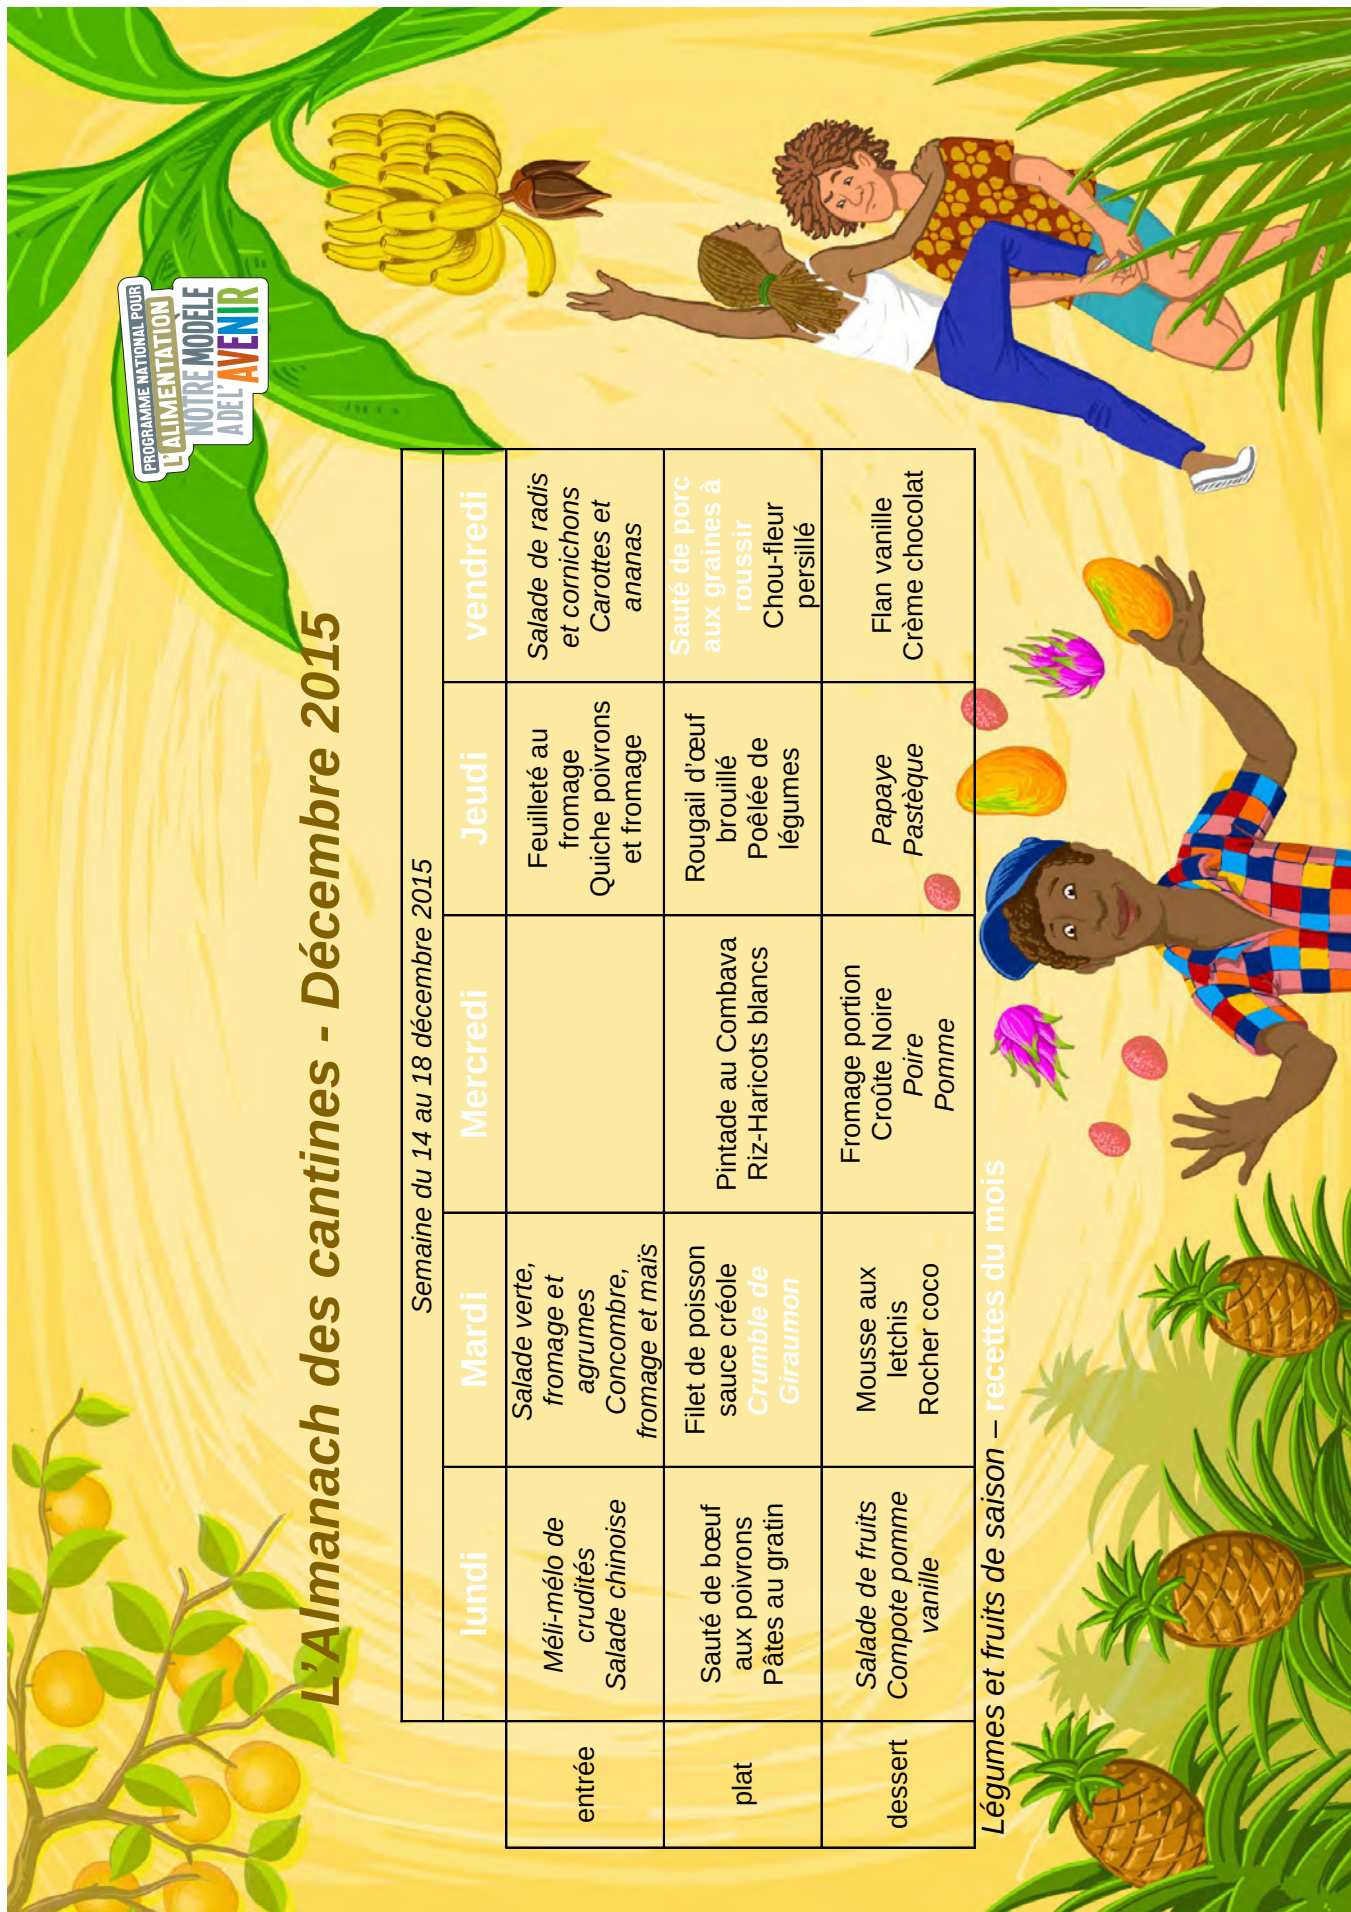 PROGRAMME NATIONAL POUR
L'ALIMENTATION
NOTRE MODÈLE
A DE L'AVENIR
L'Almanach des cantines - Décembre 2015
Semaine du 14 au 18 décembre 2015
lundi
Mardi
Mercredi
Jeudi
vendredi
entrée
Méli-mélo de
crudités
Salade chinoise
Salade verte,
fromage et
agrumes
Concombre,
fromage et maïs
Feuilleté au
fromage
Quiche poivrons
et fromage
Salade de radis
et cornichons
Carottes et
ananas
plat
Sauté de bœuf
aux poivrons
Pâtes au gratin
Filet de poisson
sauce créole
Crumble de
Giraumon
Pintade au Combava
Riz-Haricots blancs
Rougail d'œuf
brouillé
Poêlée de
légumes
Sauté de porc
aux graines à
roussir
Chou-fleur
persillé
dessert
Salade de fruits
Compote pomme
vanille
Mousse aux
letchis
Rocher coco
Fromage portion
Croûte Noire
Poire
Pomme
Papaye
Pastèque
Flan vanille
Crème chocolat
Légumes et fruits de saison – recettes du mois